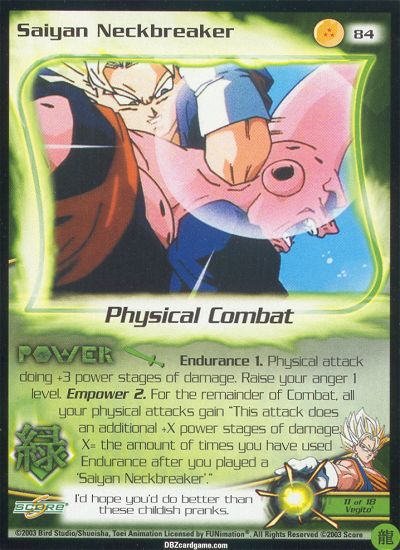 Saiyan Neckbreaker 84
Physical Combat
POWER Endurance 1. Physical attack
doing +3 power stages of damage. Raise your anger 1
level. Empower 2. For the remainder of Combat, all
your physical attacks gain "This attack does
an additional +X power stages of damage.
X= the amount of times you have used
Endurance after you played a
'Saiyan Neckbreaker'."
緑
I'd hope you'd do better than
these childish pranks.
SCORE
11 of 18
Vegito
龍
©2003 Bird Studio/Shueisha, Toei Animation Licensed by FUNimation®. All Rights Reserved ©2003 Score
DBZcardgame.com